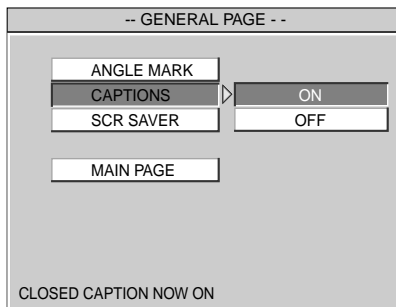 -- GENERAL PAGE - -
ANGLE MARK
CAPTIONS ON
SCR SAVER OFF
MAIN PAGE
CLOSED CAPTION NOW ON